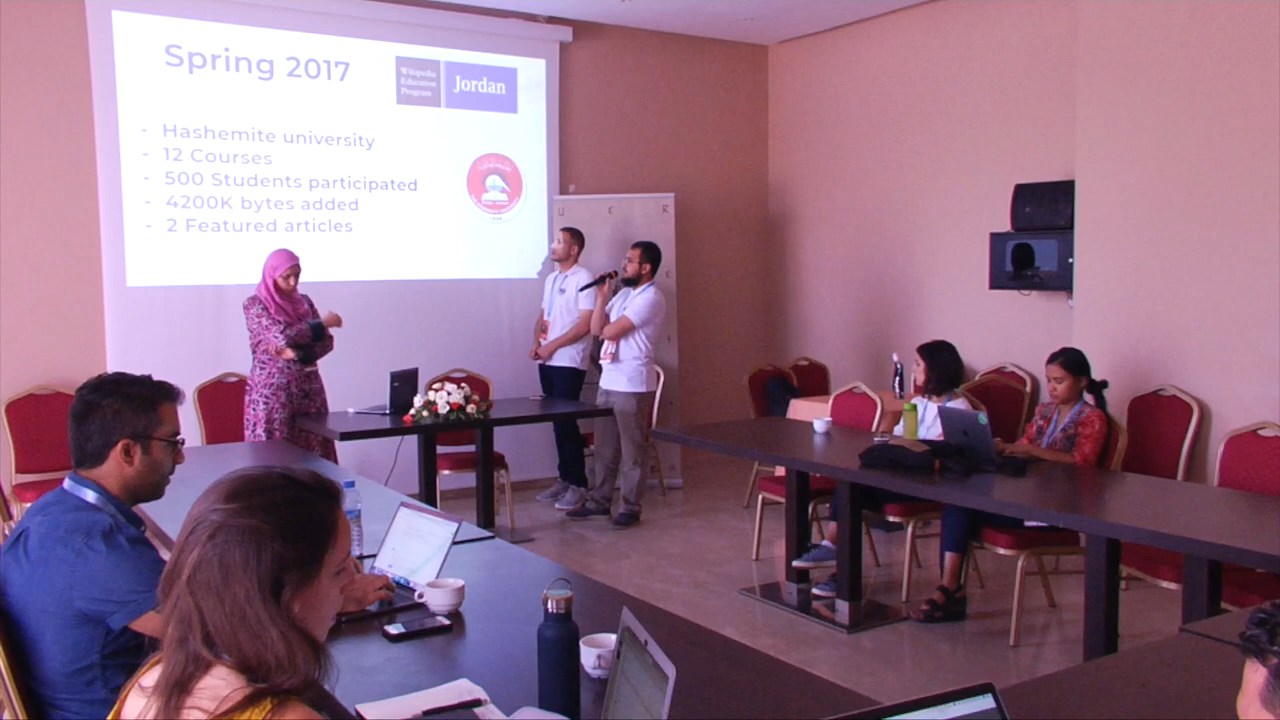 Spring 2017
Wikipedia
Education
Program
Jordan
- Hashemite university
- 12 Courses
- 500 Students participated
- 4200K bytes added
- 2 Featured articles